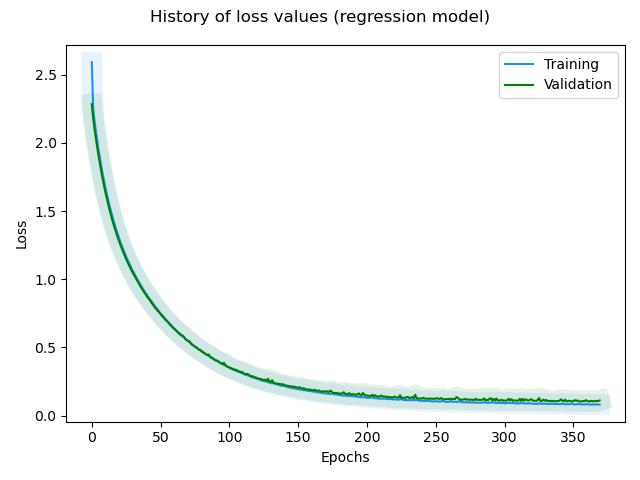 History of loss values (regression model)
Training
Validation
2.5
2.0
1.5
1.0
0.5
0.0
Loss
0 50 100 150 200 250 300 350
Epochs